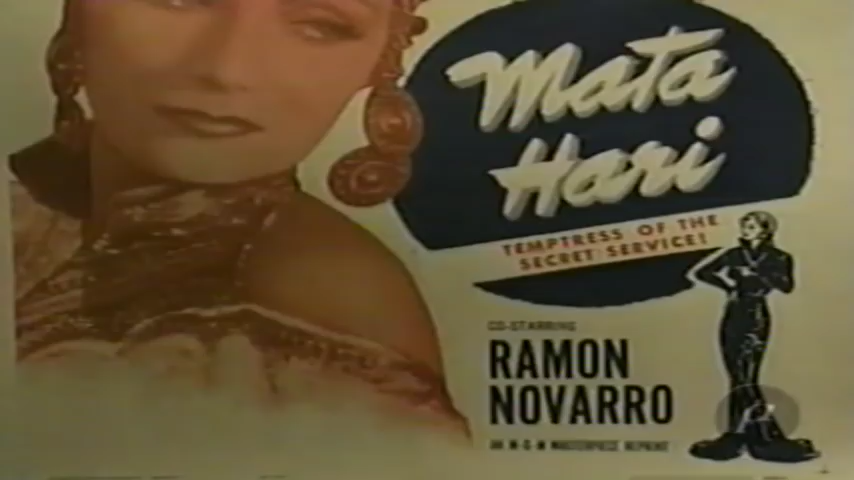 Mata
Hari
TEMPTRESS OF THE
SECRET SERVICE!
CO-STARRING
RAMON
NOVARRO
AN M-G-M MASTERPIECE REPRINT